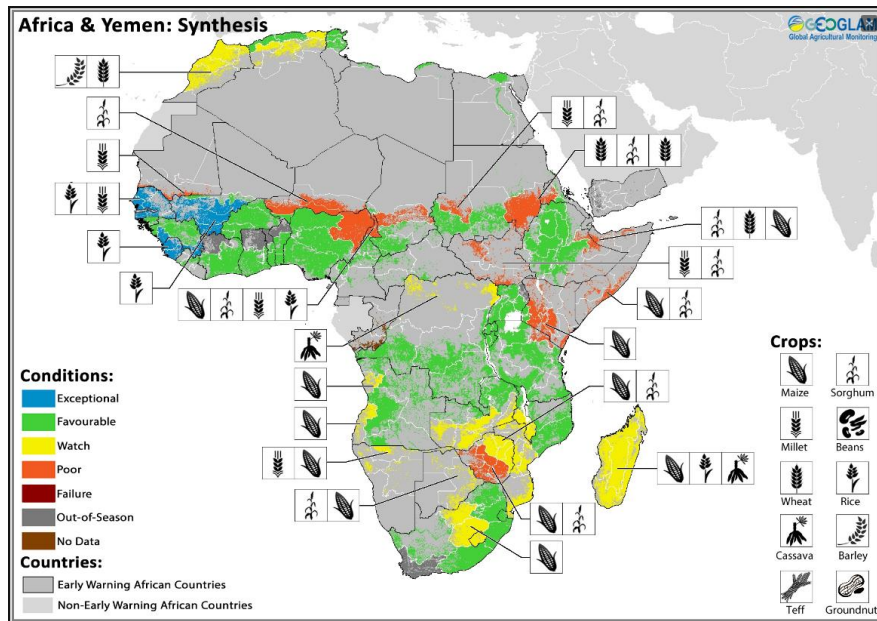 Africa & Yemen: Synthesis
GEOGLAM
Global Agricultural Monitoring
Conditions:
Exceptional
Favourable
Watch
Poor
Failure
Out-of-Season
No Data
Countries:
Early Warning African Countries
Non-Early Warning African Countries
Crops:
Maize
Sorghum
Millet
Beans
Wheat
Rice
Cassava
Barley
Teff
Groundnut